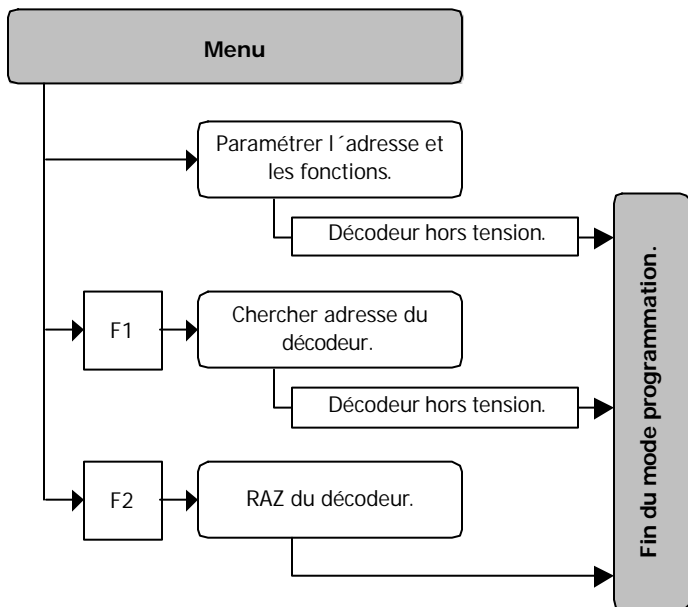 Menu
Paramétrer l´adresse et
les fonctions.
Décodeur hors tension.
F1
Chercher adresse du
décodeur.
Décodeur hors tension.
F2
RAZ du décodeur.
Fin du mode programmation.